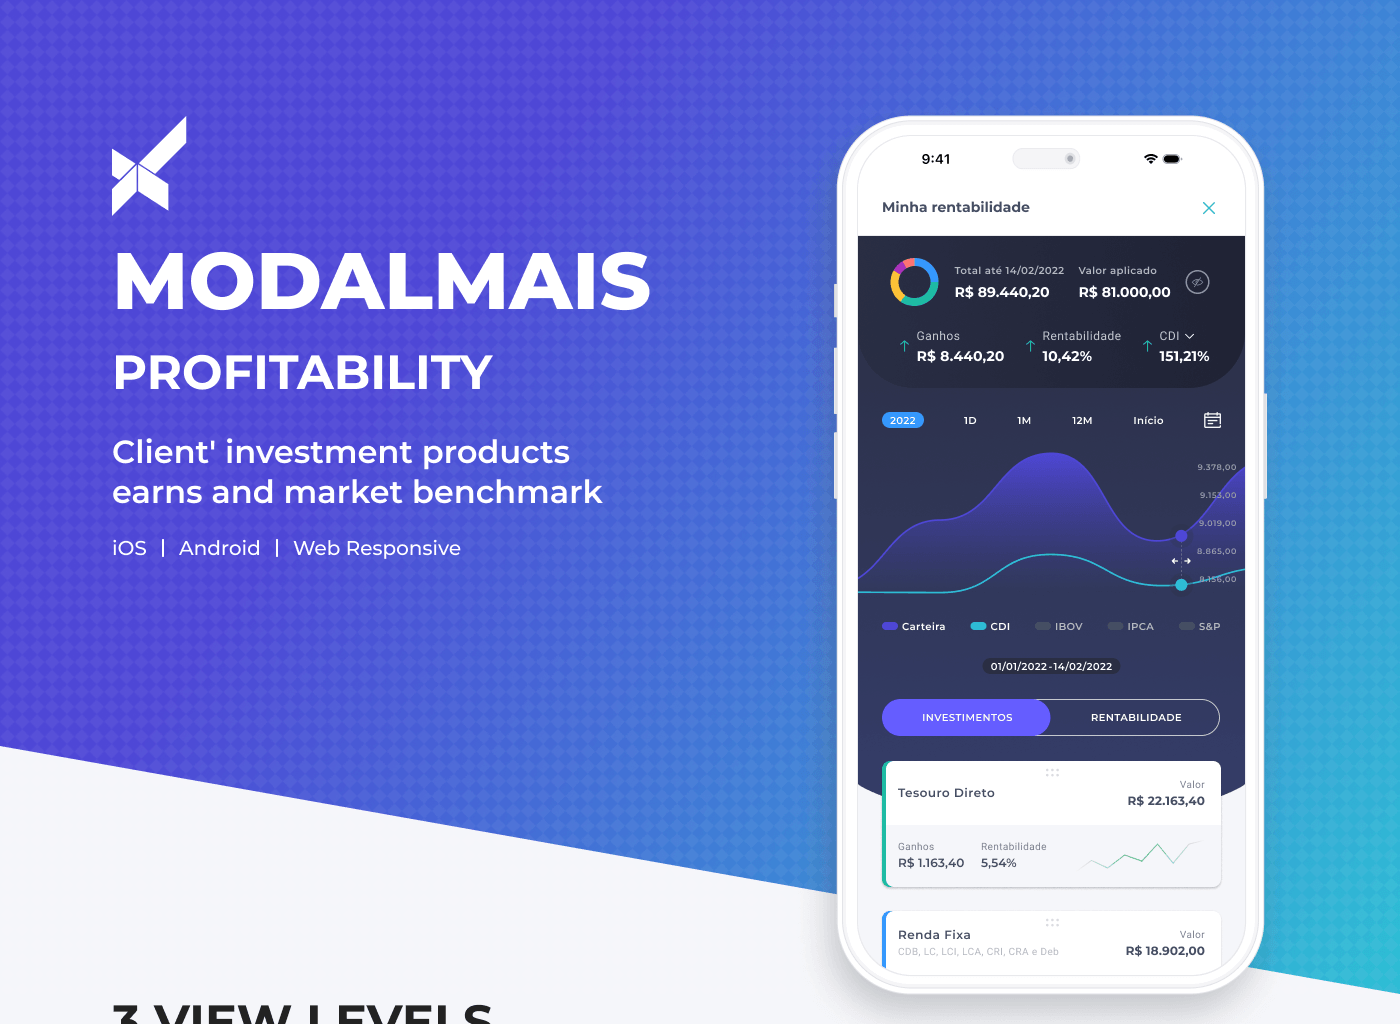 MODALMAIS
PROFITABILITY
Client' investment products
earns and market benchmark
iOS | Android | Web Responsive
3 VIEW LEVELS
9:41
Minha rentabilidade
Total até 14/02/2022 Valor aplicado
R$ 89.440,20 R$ 81.000,00
Ganhos Rentabilidade CDI
R$ 8.440,20 10,42% 151,21%
2022 1D 1M 12M Início
9.378,00
9.153,00
9.019,00
8.865,00
8.156,00
Carteira CDI IBOV IPCA S&P
01/01/2022-14/02/2022
INVESTIMENTOS RENTABILIDADE
Valor
Tesouro Direto
R$ 22.163,40
Ganhos Rentabilidade
R$ 1.163,40 5,54%
Renda Fixa Valor
CDB, LC, LCI, LCA, CRI, CRA e Deb R$ 18.902,00